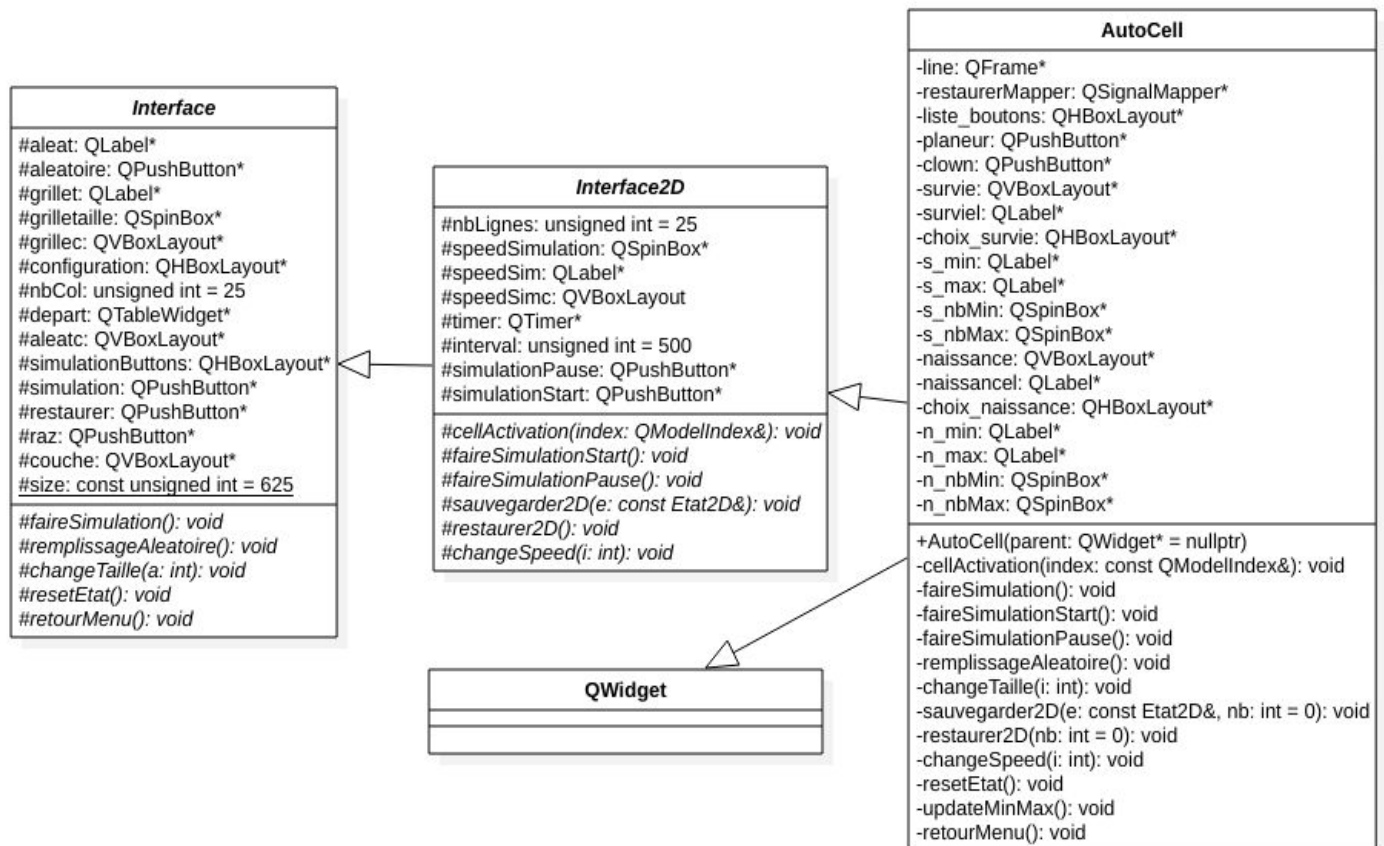 Interface
#aleat: QLabel*
#aleatoire: QPushButton*
#grillet: QLabel*
#grilletaille: QSpinBox*
#grillec: QVBoxLayout*
#configuration: QHBoxLayout*
#nbCol: unsigned int = 25
#depart: QTableWidget*
#aleatc: QVBoxLayout*
#simulationButtons: QHBoxLayout*
#simulation: QPushButton*
#restaurer: QPushButton*
#raz: QPushButton*
#couche: QVBoxLayout*
#size: const unsigned int = 625
#faireSimulation(): void
#remplissageAleatoire(): void
#changeTaille(a: int): void
#resetEtat(): void
#retourMenu(): void
Interface2D
#nbLignes: unsigned int = 25
#speedSimulation: QSpinBox*
#speedSim: QLabel*
#speedSimc: QVBoxLayout
#timer: QTimer*
#interval: unsigned int = 500
#simulationPause: QPushButton*
#simulationStart: QPushButton*
#cellActivation(index: QModelIndex&): void
#faireSimulationStart(): void
#faireSimulationPause(): void
#sauvegarder2D(e: const Etat2D&): void
#restaurer2D(): void
#changeSpeed(i: int): void
QWidget
AutoCell
-line: QFrame*
-restaurerMapper: QSignalMapper*
-liste_boutons: QHBoxLayout*
-planeur: QPushButton*
-clown: QPushButton*
-survie: QVBoxLayout*
-surviel: QLabel*
-choix_survie: QHBoxLayout*
-s_min: QLabel*
-s_max: QLabel*
-s_nbMin: QSpinBox*
-s_nbMax: QSpinBox*
-naissance: QVBoxLayout*
-naissancel: QLabel*
-choix_naissance: QHBoxLayout*
-n_min: QLabel*
-n_max: QLabel*
-n_nbMin: QSpinBox*
-n_nbMax: QSpinBox*
+AutoCell(parent: QWidget* = nullptr)
-cellActivation(index: const QModelIndex&): void
-faireSimulation(): void
-faireSimulationStart(): void
-faireSimulationPause(): void
-remplissageAleatoire(): void
-changeTaille(i: int): void
-sauvegarder2D(e: const Etat2D&, nb: int = 0): void
-restaurer2D(nb: int = 0): void
-changeSpeed(i: int): void
-resetEtat(): void
-updateMinMax(): void
-retourMenu(): void